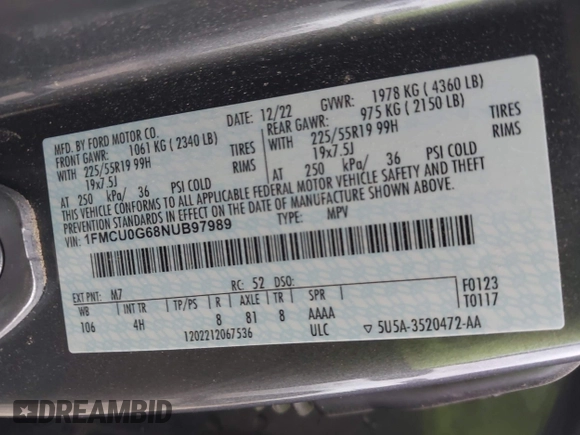 MFD. BY FORD MOTOR CO.
DATE: 12/22 GVWR: 1978 KG ( 4360 LB)
FRONT GAWR: 1061 KG ( 2340 LB)
REAR GAWR: 975 KG ( 2150 LB)
WITH 225/55R19 99H TIRES
WITH 225/55R19 99H TIRES
19x7.5J RIMS
19x7.5J RIMS
AT 250 kPa/ 36 PSI COLD
AT 250 kPa/ 36 PSI COLD
THIS VEHICLE CONFORMS TO ALL APPLICABLE FEDERAL MOTOR VEHICLE SAFETY AND THEFT
PREVENTION STANDARDS IN EFFECT ON THE DATE OF MANUFACTURE SHOWN ABOVE.
VIN: 1FMCU0G68NUB97989
TYPE: MPV
EXT PNT: M7 RC: 52 DSO:
WB INT TR TP/PS R AXLE TR SPR
106 4H 8 81 8 AAAA
1202212067536 ULC
F0123
T0117
5U5A-3520472-AA
DREAMBID